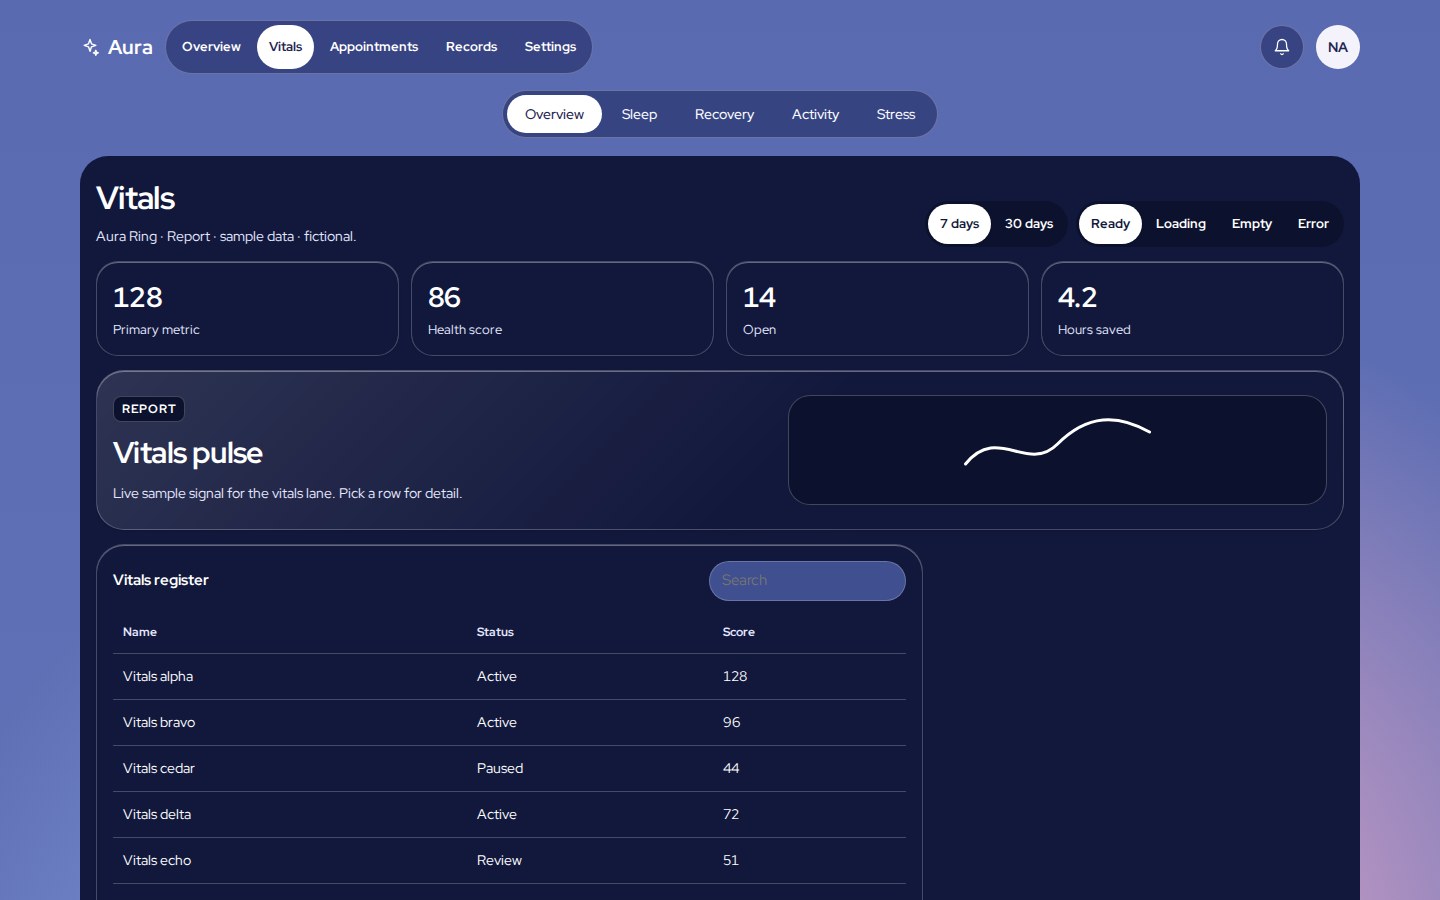 Aura
Overview Vitals Appointments Records Settings
NA
Overview Sleep Recovery Activity Stress
Vitals
Aura Ring · Report · sample data · fictional.
7 days 30 days
Ready Loading Empty Error
128
Primary metric
86
Health score
14
Open
4.2
Hours saved
REPORT
Vitals pulse
Live sample signal for the vitals lane. Pick a row for detail.
Vitals register
Search
Name Status Score
Vitals alpha Active 128
Vitals bravo Active 96
Vitals cedar Paused 44
Vitals delta Active 72
Vitals echo Review 51